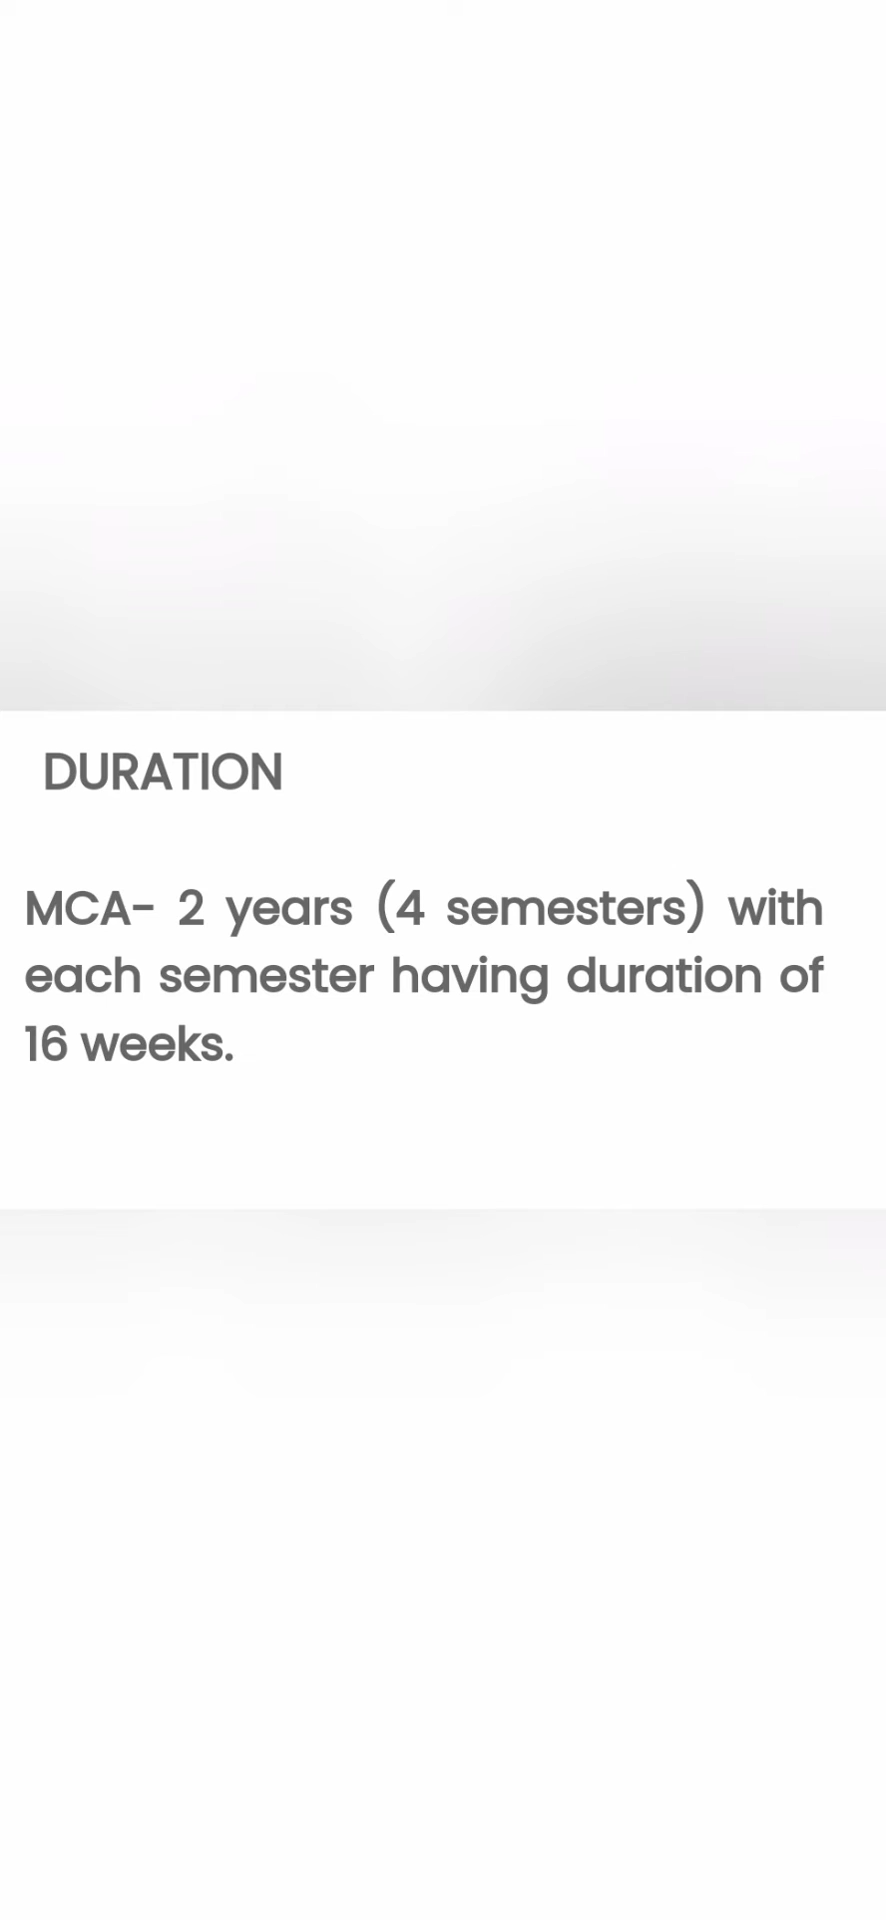 DURATION
MCA- 2 years (4 semesters) with
each semester having duration of
16 weeks.